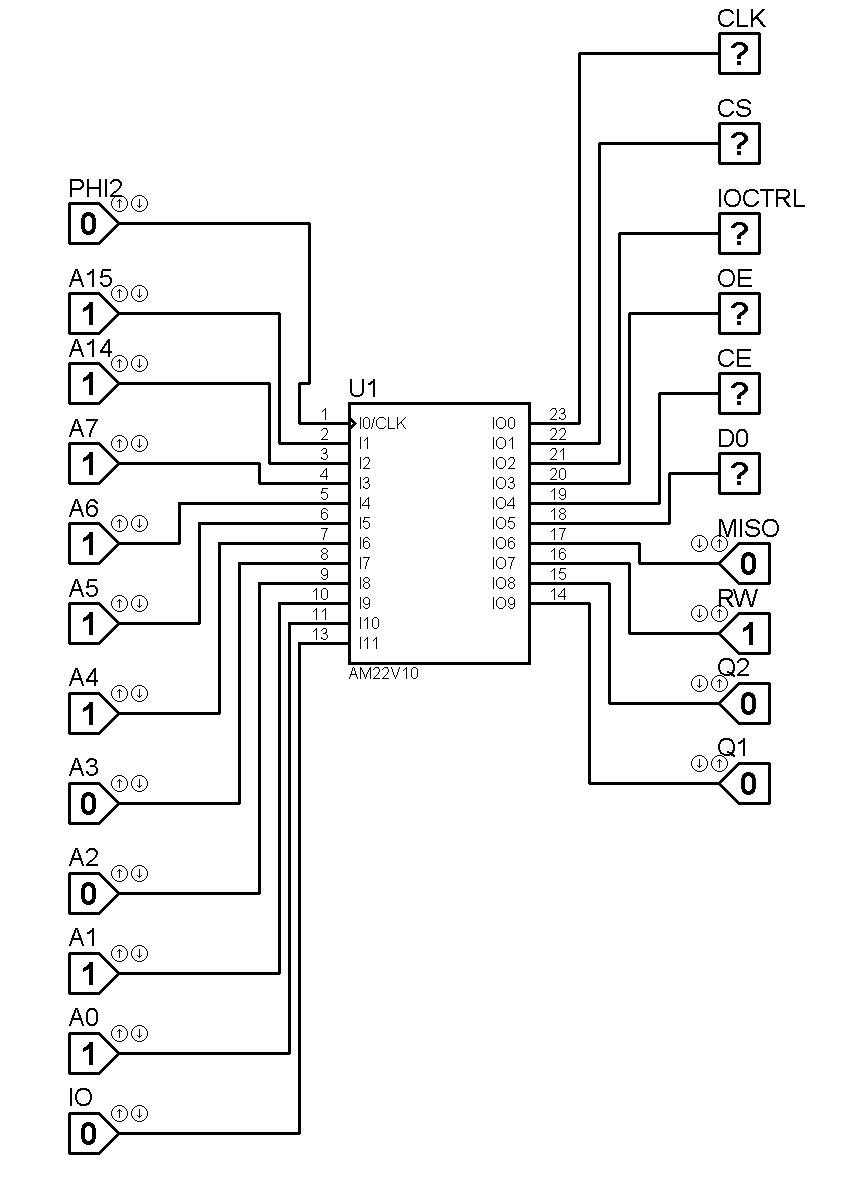 CLK
?
CS
?
PHI2
0
IOCTRL
?
A15
1
OE
?
A14
1
CE
?
A7
1
D0
?
A6
1
MISO
0
A5
1
RW
1
A4
1
Q2
0
A3
0
Q1
0
A2
0
A1
1
A0
1
IO
0
U1
1 I0/CLK IO0 23
2 I1 IO1 22
3 I2 IO2 21
4 I3 IO3 20
5 I4 IO4 19
6 I5 IO5 18
7 I6 IO6 17
8 I7 IO7 16
9 I8 IO8 15
10 I9 IO9 14
11 I10
13 I11
AM22V10